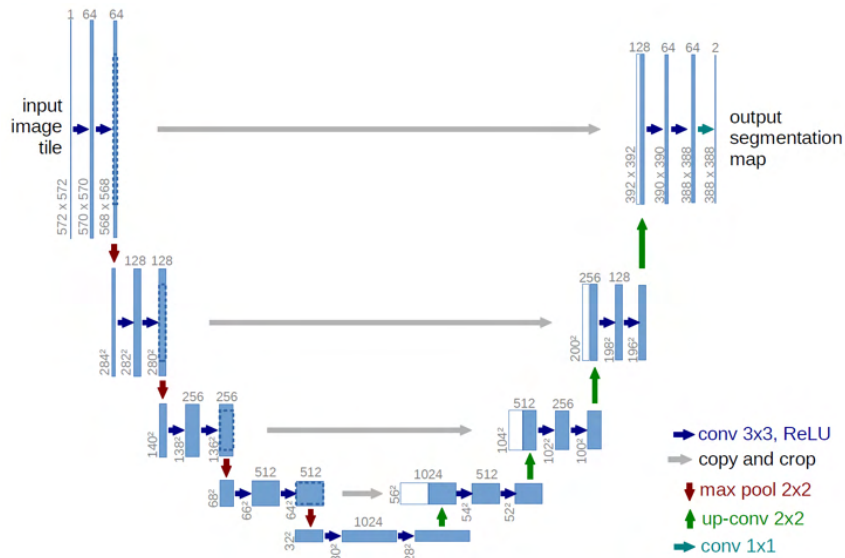 1 64 64
128 64 64 2
input
image
tile
output
segmentation
map
572 x 572
570 x 570
568 x 568
392 x 392
390 x 390
388 x 388
388 x 388
128 128
256 128
284²
282²
280²
200²
198²
196²
256 256
512 256
140²
138²
136²
104²
102²
100²
512 512
1024 512
68²
66²
64²
56²
54²
52²
1024
32²
conv 3x3, ReLU
copy and crop
max pool 2x2
up-conv 2x2
conv 1x1